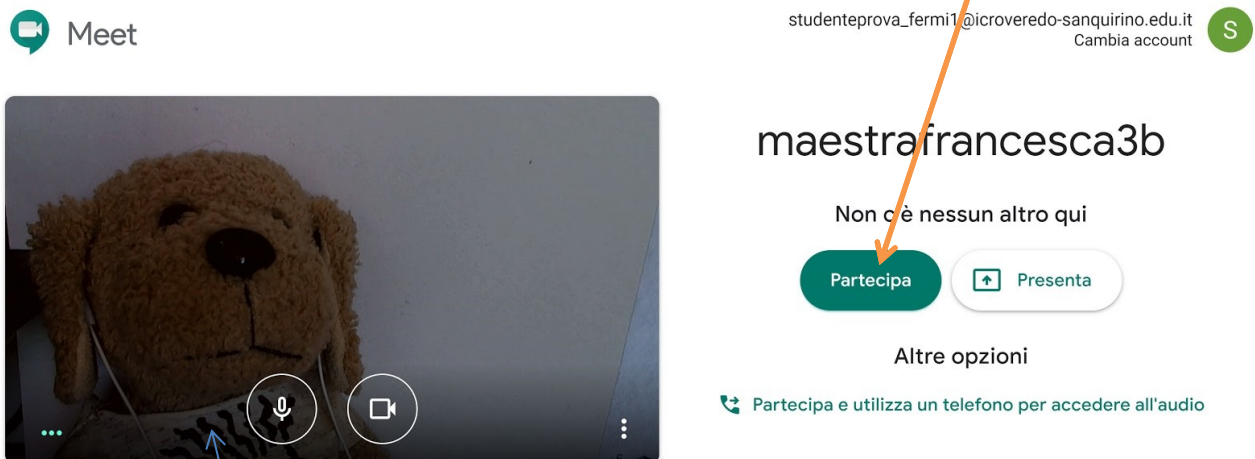 Meet
studenteprova_fermi1@icroveredo-sanquirino.edu.it
Cambia account
S
maestrafrancesca3b
Non c'è nessun altro qui
Partecipa
Presenta
Altre opzioni
Partecipa e utilizza un telefono per accedere all'audio